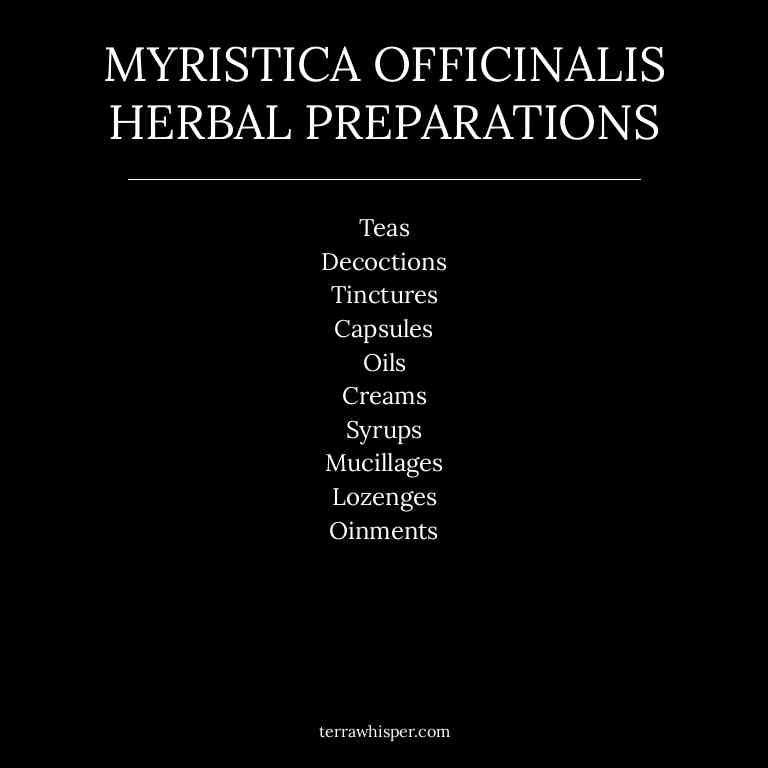 MYRISTICA OFFICINALIS
HERBAL PREPARATIONS
Teas
Decoctions
Tinctures
Capsules
Oils
Creams
Syrups
Mucillages
Lozenges
Oinments
terrawhisper.com